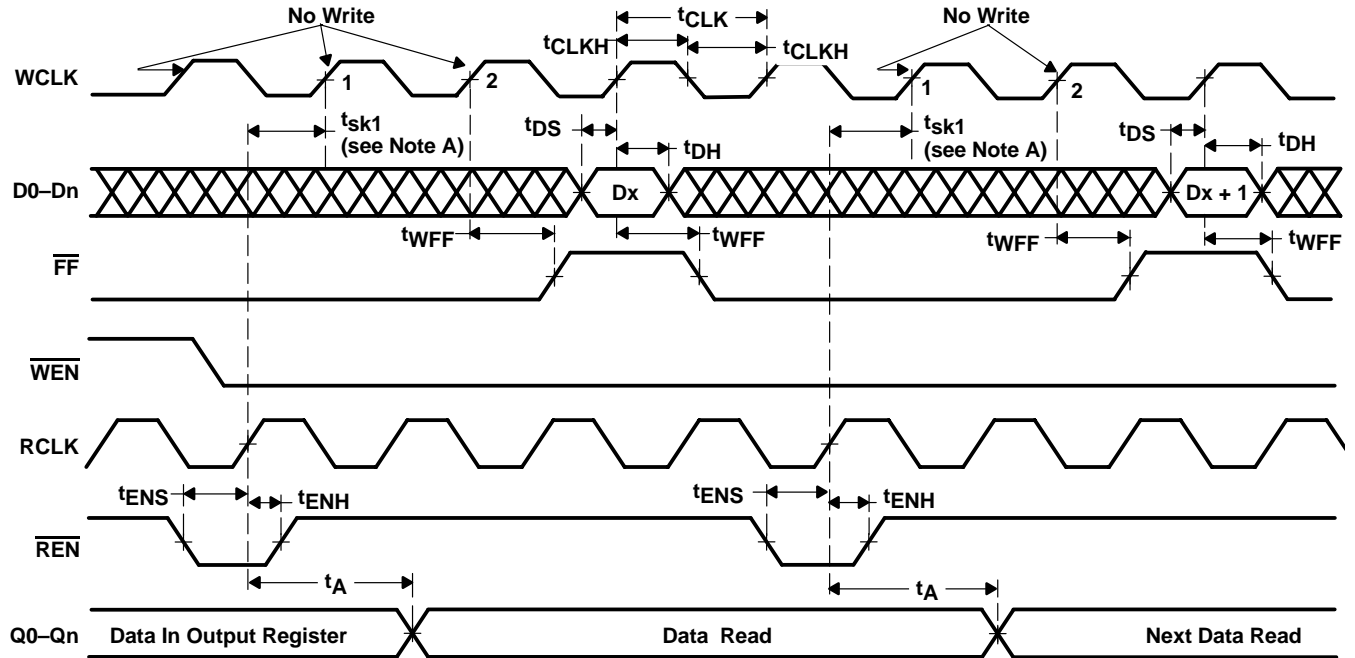 No Write
tCLK
No Write
tCLKH
tCLKH
WCLK
1
2
1
2
tsk1
(see Note A)
tDS
tDH
tsk1
(see Note A)
tDS
tDH
D0–Dn
Dx
Dx + 1
tWFF
tWFF
tWFF
tWFF
FF
WEN
RCLK
tENS
tENH
tENS
tENH
REN
tA
tA
Q0–Qn
Data In Output Register
Data Read
Next Data Read